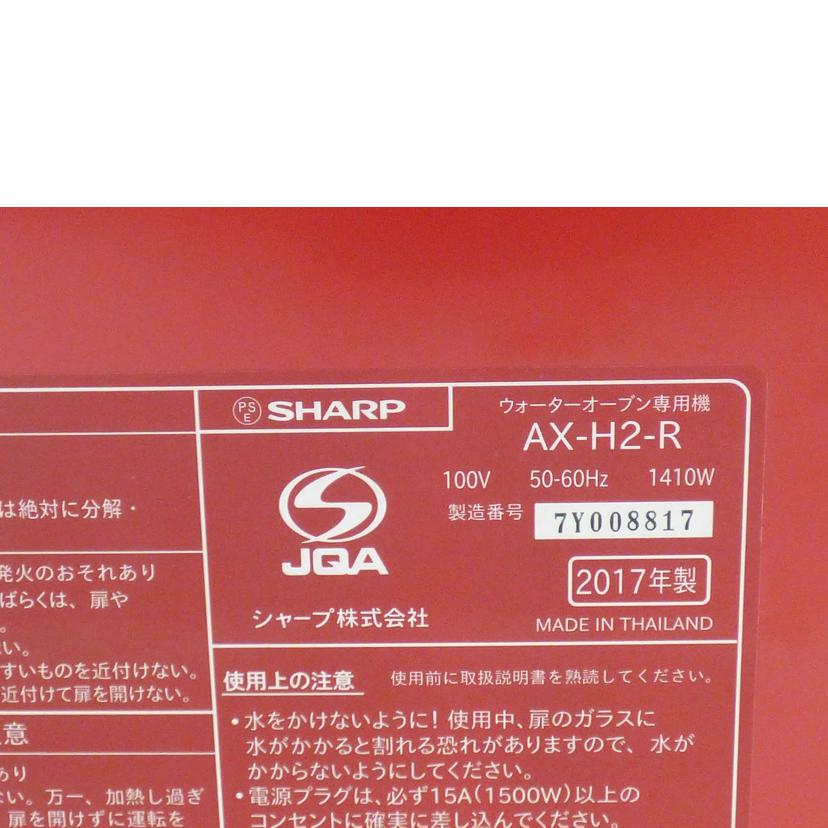 PS
E
SHARP
ウォーターオーブン専用機
AX-H2-R
100V 50-60Hz 1410W
製造番号 7Y008817
JQA
2017年製
シャープ株式会社
MADE IN THAILAND
使用上の注意 使用前に取扱説明書を熟読してください。
•水をかけないように！使用中、扉のガラスに
水がかかると割れる恐れがありますので、水が
かからないようにしてください。
•電源プラグは、必ず15A(1500W)以上の
コンセントに確実に差し込んでください。
は絶対に分解・
発火のおそれあり
ばらくは、扉や
。
い。
すいものを近付けない。
近付けて扉を開けない。
意
あり
い。万一、加熱し過ぎ
扉を開けずに運転を